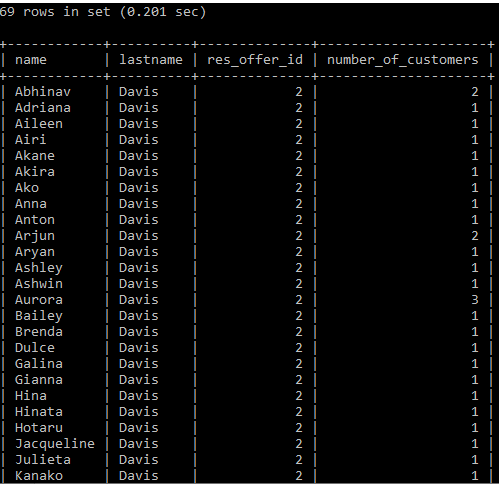 69 rows in set (0.201 sec)
+------------+----------+--------------+---------------------+
| name | lastname | res_offer_id | number_of_customers |
+------------+----------+--------------+---------------------+
| Abhinav | Davis | 2 | 2 |
| Adriana | Davis | 2 | 1 |
| Aileen | Davis | 2 | 1 |
| Airi | Davis | 2 | 1 |
| Akane | Davis | 2 | 1 |
| Akira | Davis | 2 | 1 |
| Ako | Davis | 2 | 1 |
| Anna | Davis | 2 | 1 |
| Anton | Davis | 2 | 1 |
| Arjun | Davis | 2 | 2 |
| Aryan | Davis | 2 | 1 |
| Ashley | Davis | 2 | 1 |
| Ashwin | Davis | 2 | 1 |
| Aurora | Davis | 2 | 3 |
| Bailey | Davis | 2 | 1 |
| Brenda | Davis | 2 | 1 |
| Dulce | Davis | 2 | 1 |
| Galina | Davis | 2 | 1 |
| Gianna | Davis | 2 | 1 |
| Hina | Davis | 2 | 1 |
| Hinata | Davis | 2 | 1 |
| Hotaru | Davis | 2 | 1 |
| Jacqueline | Davis | 2 | 1 |
| Julieta | Davis | 2 | 1 |
| Kanako | Davis | 2 | 1 |